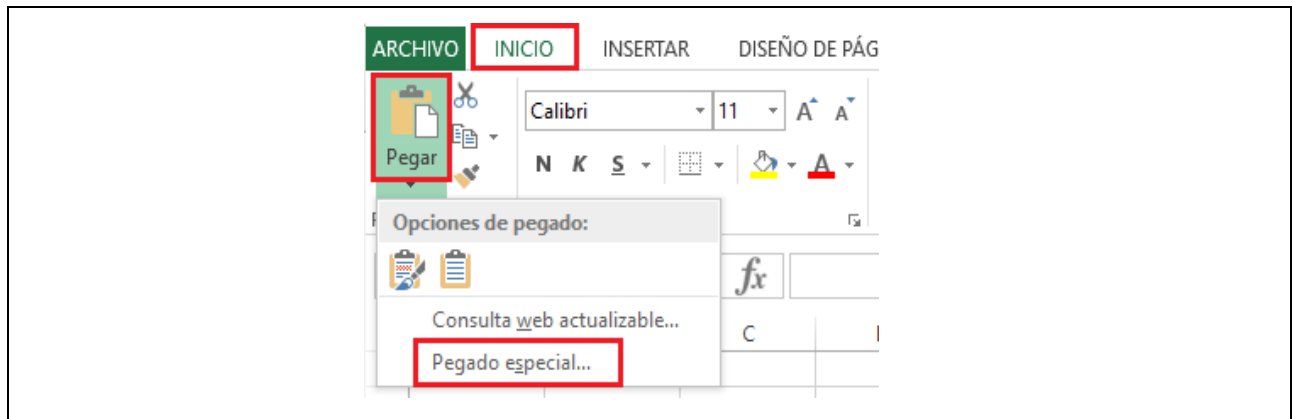 ARCHIVO INICIO INSERTAR DISEÑO DE PÁG
Calibri 11 A A
Pegar N K S A
Opciones de pegado:
fx
Consulta web actualizable...
C
Pegado especial...